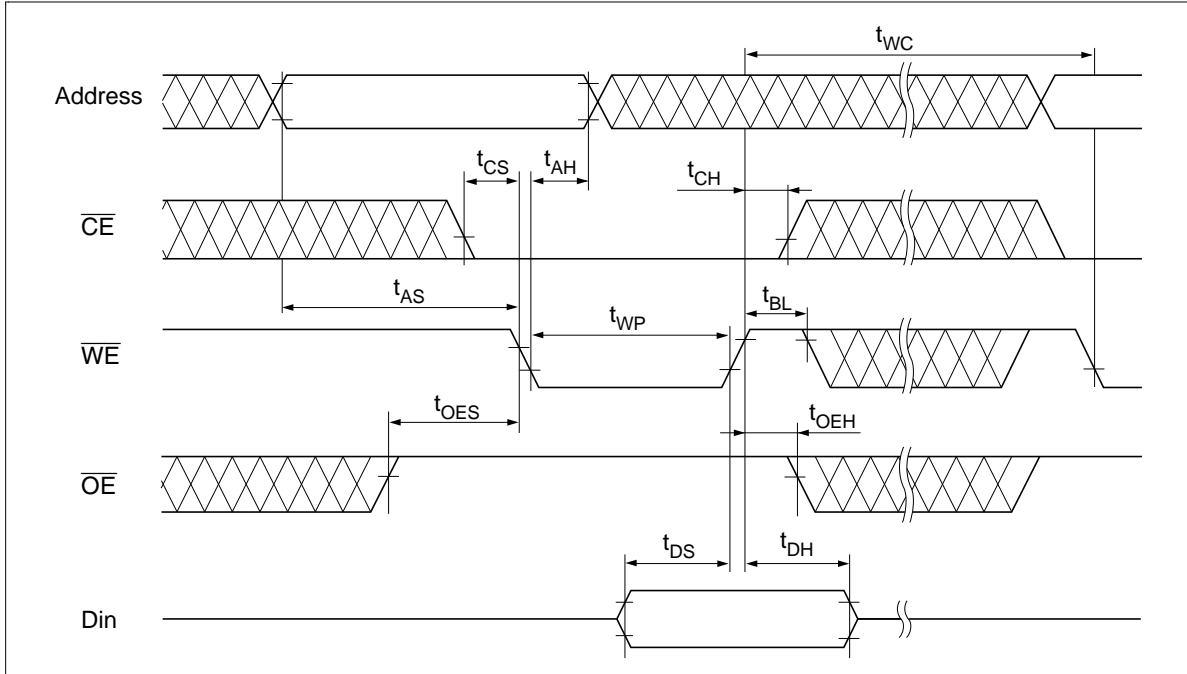 tWC
Address
tCS
tAH
tCH
CE
tAS
tBL
tWP
WE
tOES
tOEH
OE
tDS
tDH
Din